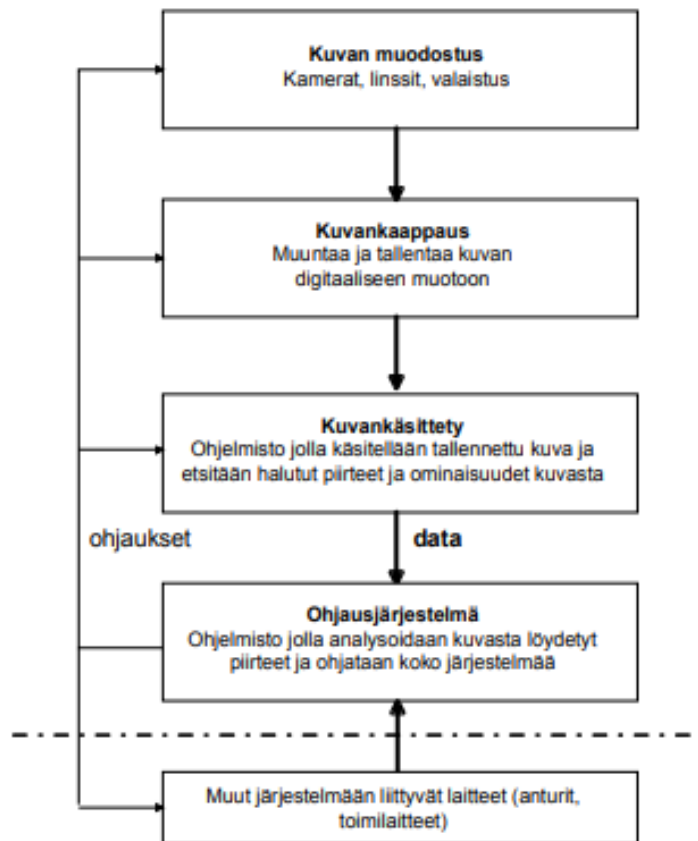 Kuvan muodostus
Kamerat, linssit, valaistus
Kuvankaappaus
Muuntaa ja tallentaa kuvan
digitaaliseen muotoon
Kuvankäsittety
Ohjelmisto jolla käsitellään tallennettu kuva ja
etsitään halutut piirteet ja ominaisuudet kuvasta
ohjaukset
data
Ohjausjärjestelmä
Ohjelmisto jolla analysoidaan kuvasta löydetyt
piirteet ja ohjataan koko järjestelmää
Muut järjestelmään liittyvät laitteet (anturit,
toimilaitteet)